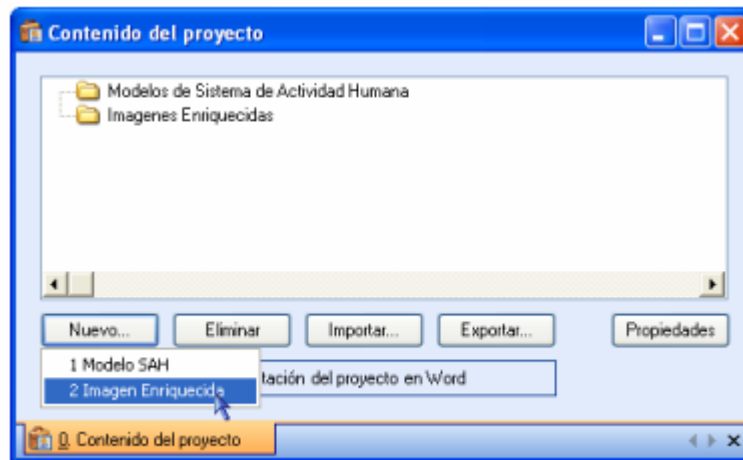 Contenido del proyecto
Modelos de Sistema de Actividad Humana
Imagenes Enriquecidas
Nuevo... Eliminar Importar... Exportar... Propiedades
1 Modelo SAH
2 Imagen Enriquecida
tación del proyecto en Word
0. Contenido del proyecto